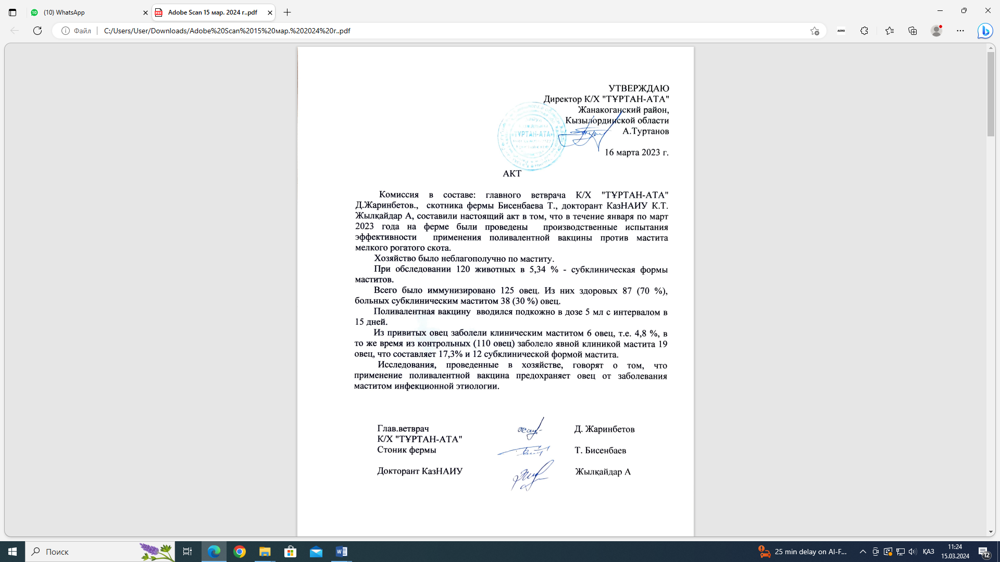 (10) WhatsApp
Adobe Scan 15 мар. 2024 г..pdf
Файл
C:/Users/User/Downloads/Adobe%20Scan%2015%20мар.%202024%20г..pdf
УТВЕРЖДАЮ
Директор К/Х "ТҰРТАН-АТА"
Жанакоганский район,
Кызылординской области
А.Туртанов
«ТҰРТАН-АТА»
16 марта 2023 г.
АКТ
Комиссия в составе: главного ветврача К/Х "ТҰРТАН-АТА"
Д.Жаринбетов., скотника фермы Бисенбаева Т., докторант КазНАИУ К.Т.
Жылқайдар А, составили настоящий акт в том, что в течение января по март
2023 года на ферме были проведены производственные испытания
эффективности применения поливалентной вакцины против мастита
мелкого рогатого скота.
Хозяйство было неблагополучно по маститу.
При обследовании 120 животных в 5,34 % - субклиническая формы
маститов.
Всего было иммунизировано 125 овец. Из них здоровых 87 (70 %),
больных субклиническим маститом 38 (30 %) овец.
Поливалентная вакцину вводился подкожно в дозе 5 мл с интервалом в
15 дней.
Из привитых овец заболели клиническим маститом 6 овец, т.е. 4,8 %, в
то же время из контрольных (110 овец) заболело явной клиникой мастита 19
овец, что составляет 17,3% и 12 субклинической формой мастита.
Исследования, проведенные в хозяйстве, говорят о том, что
применение поливалентной вакцина предохраняет овец от заболевания
маститом инфекционной этиологии.
Глав.ветврач Д. Жаринбетов
К/Х "ТҰРТАН-АТА"
Стоник фермы Т. Бисенбаев
Докторант КазНАИУ Жылқайдар А
Поиск
25 min delay on Al-F...
ҚАЗ
11:24
15.03.2024
12